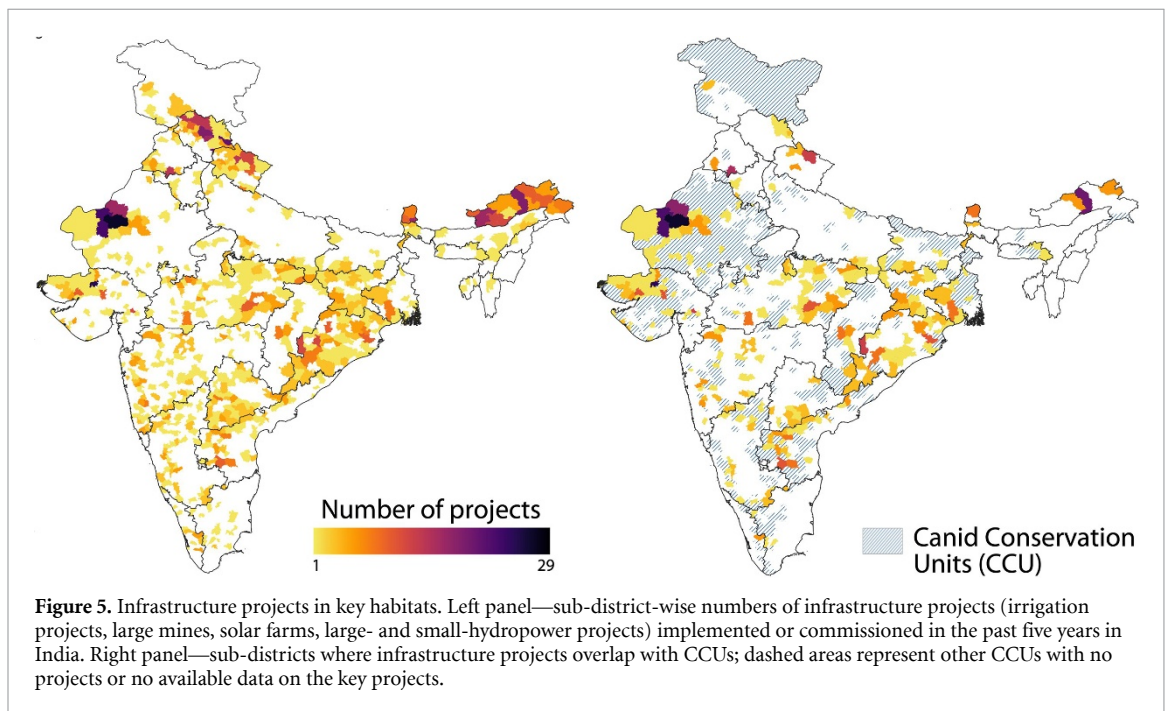 Number of projects
1 29
Canid Conservation
Units (CCU)
Figure 5. Infrastructure projects in key habitats. Left panel—sub-district-wise numbers of infrastructure projects (irrigation
projects, large mines, solar farms, large- and small-hydropower projects) implemented or commissioned in the past five years in
India. Right panel—sub-districts where infrastructure projects overlap with CCUs; dashed areas represent other CCUs with no
projects or no available data on the key projects.